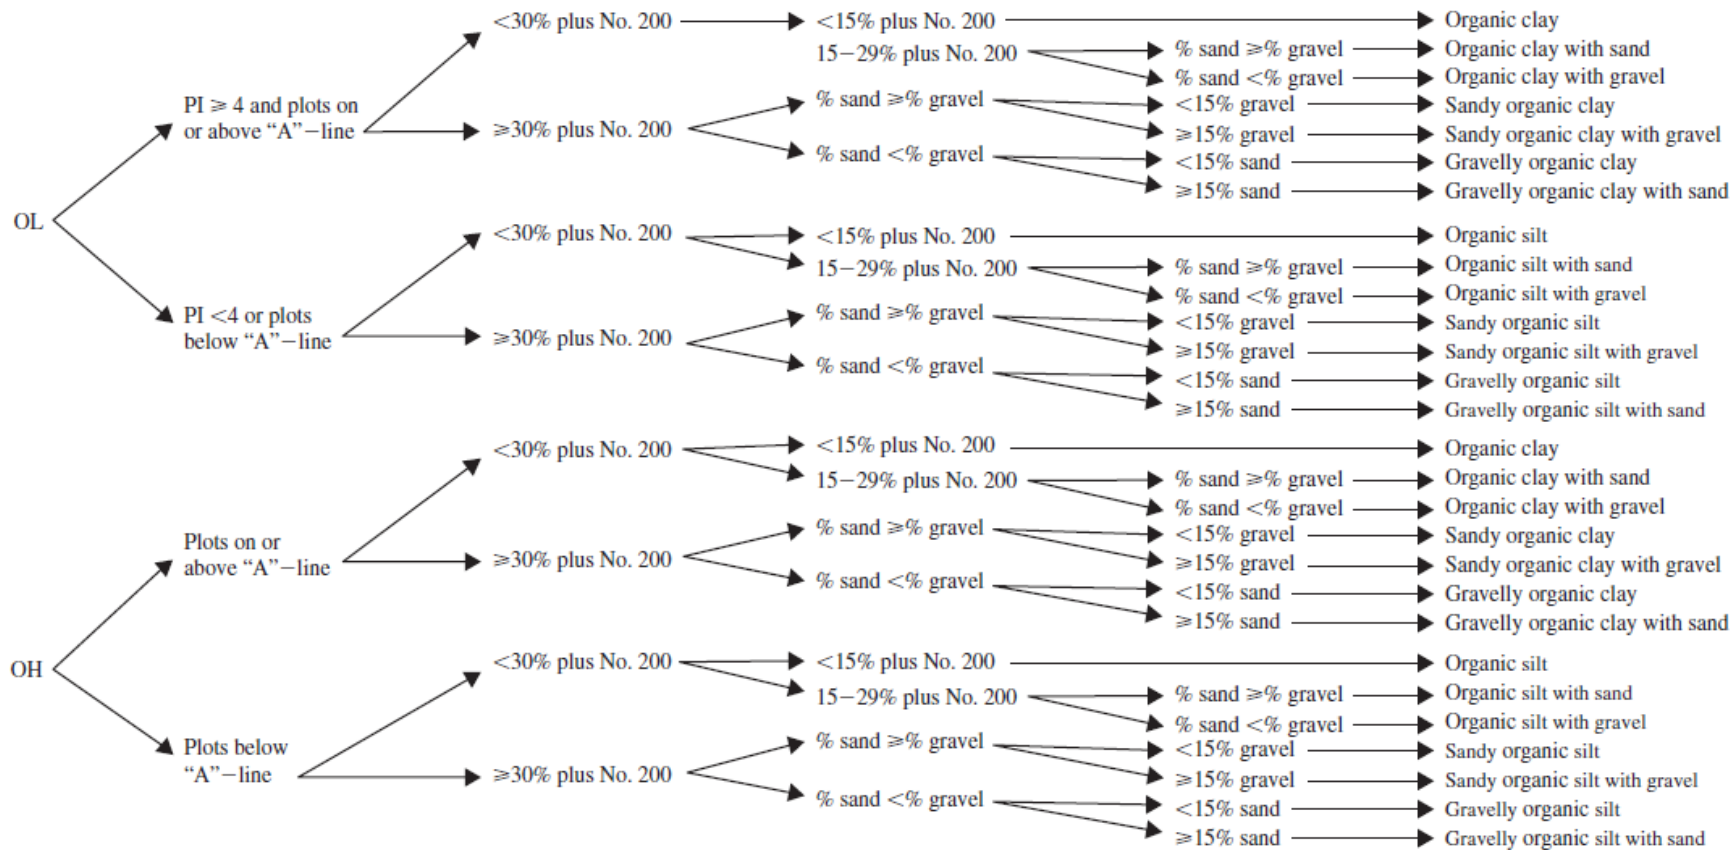 <30% plus No. 200 <15% plus No. 200 Organic clay
15−29% plus No. 200 % sand ⩾% gravel Organic clay with sand
% sand <% gravel Organic clay with gravel
PI ⩾ 4 and plots on
or above “A”−line
⩾30% plus No. 200 % sand ⩾% gravel <15% gravel Sandy organic clay
⩾15% gravel Sandy organic clay with gravel
% sand <% gravel <15% sand Gravelly organic clay
⩾15% sand Gravelly organic clay with sand
OL
<30% plus No. 200 <15% plus No. 200 Organic silt
15−29% plus No. 200 % sand ⩾% gravel Organic silt with sand
% sand <% gravel Organic silt with gravel
PI <4 or plots
below “A”−line
⩾30% plus No. 200 % sand ⩾% gravel <15% gravel Sandy organic silt
⩾15% gravel Sandy organic silt with gravel
% sand <% gravel <15% sand Gravelly organic silt
⩾15% sand Gravelly organic silt with sand
<30% plus No. 200 <15% plus No. 200 Organic clay
15−29% plus No. 200 % sand ⩾% gravel Organic clay with sand
% sand <% gravel Organic clay with gravel
Plots on or
above “A”−line
⩾30% plus No. 200 % sand ⩾% gravel <15% gravel Sandy organic clay
⩾15% gravel Sandy organic clay with gravel
% sand <% gravel <15% sand Gravelly organic clay
⩾15% sand Gravelly organic clay with sand
OH
<30% plus No. 200 <15% plus No. 200 Organic silt
15−29% plus No. 200 % sand ⩾% gravel Organic silt with sand
% sand <% gravel Organic silt with gravel
Plots below
“A”−line
⩾30% plus No. 200 % sand ⩾% gravel <15% gravel Sandy organic silt
⩾15% gravel Sandy organic silt with gravel
% sand <% gravel <15% sand Gravelly organic silt
⩾15% sand Gravelly organic silt with sand